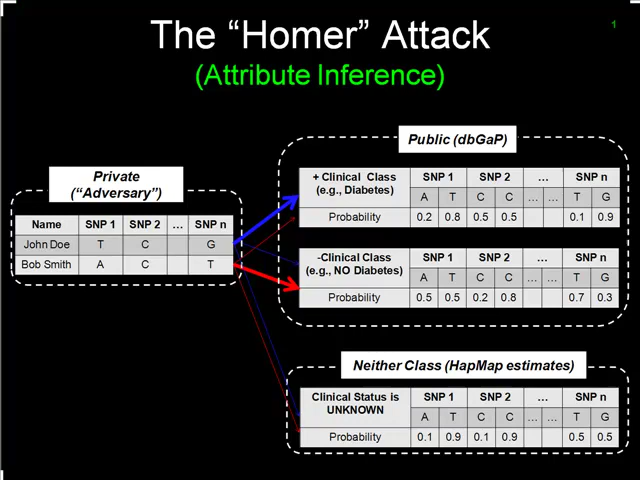 1
The “Homer” Attack
(Attribute Inference)
Public (dbGaP)
Private
(“Adversary”)
Name SNP 1 SNP 2 ... SNP n
John Doe T C G
Bob Smith A C T
+ Clinical Class SNP 1 SNP 2 ... SNP n
(e.g., Diabetes) A T C C ... ... T G
Probability 0.2 0.8 0.5 0.5 0.1 0.9
-Clinical Class SNP 1 SNP 2 ... SNP n
(e.g., NO Diabetes) A T C C ... ... T G
Probability 0.5 0.5 0.2 0.8 0.7 0.3
Neither Class (HapMap estimates)
Clinical Status is SNP 1 SNP 2 ... SNP n
UNKNOWN A T C C ... ... T G
Probability 0.1 0.9 0.1 0.9 0.5 0.5